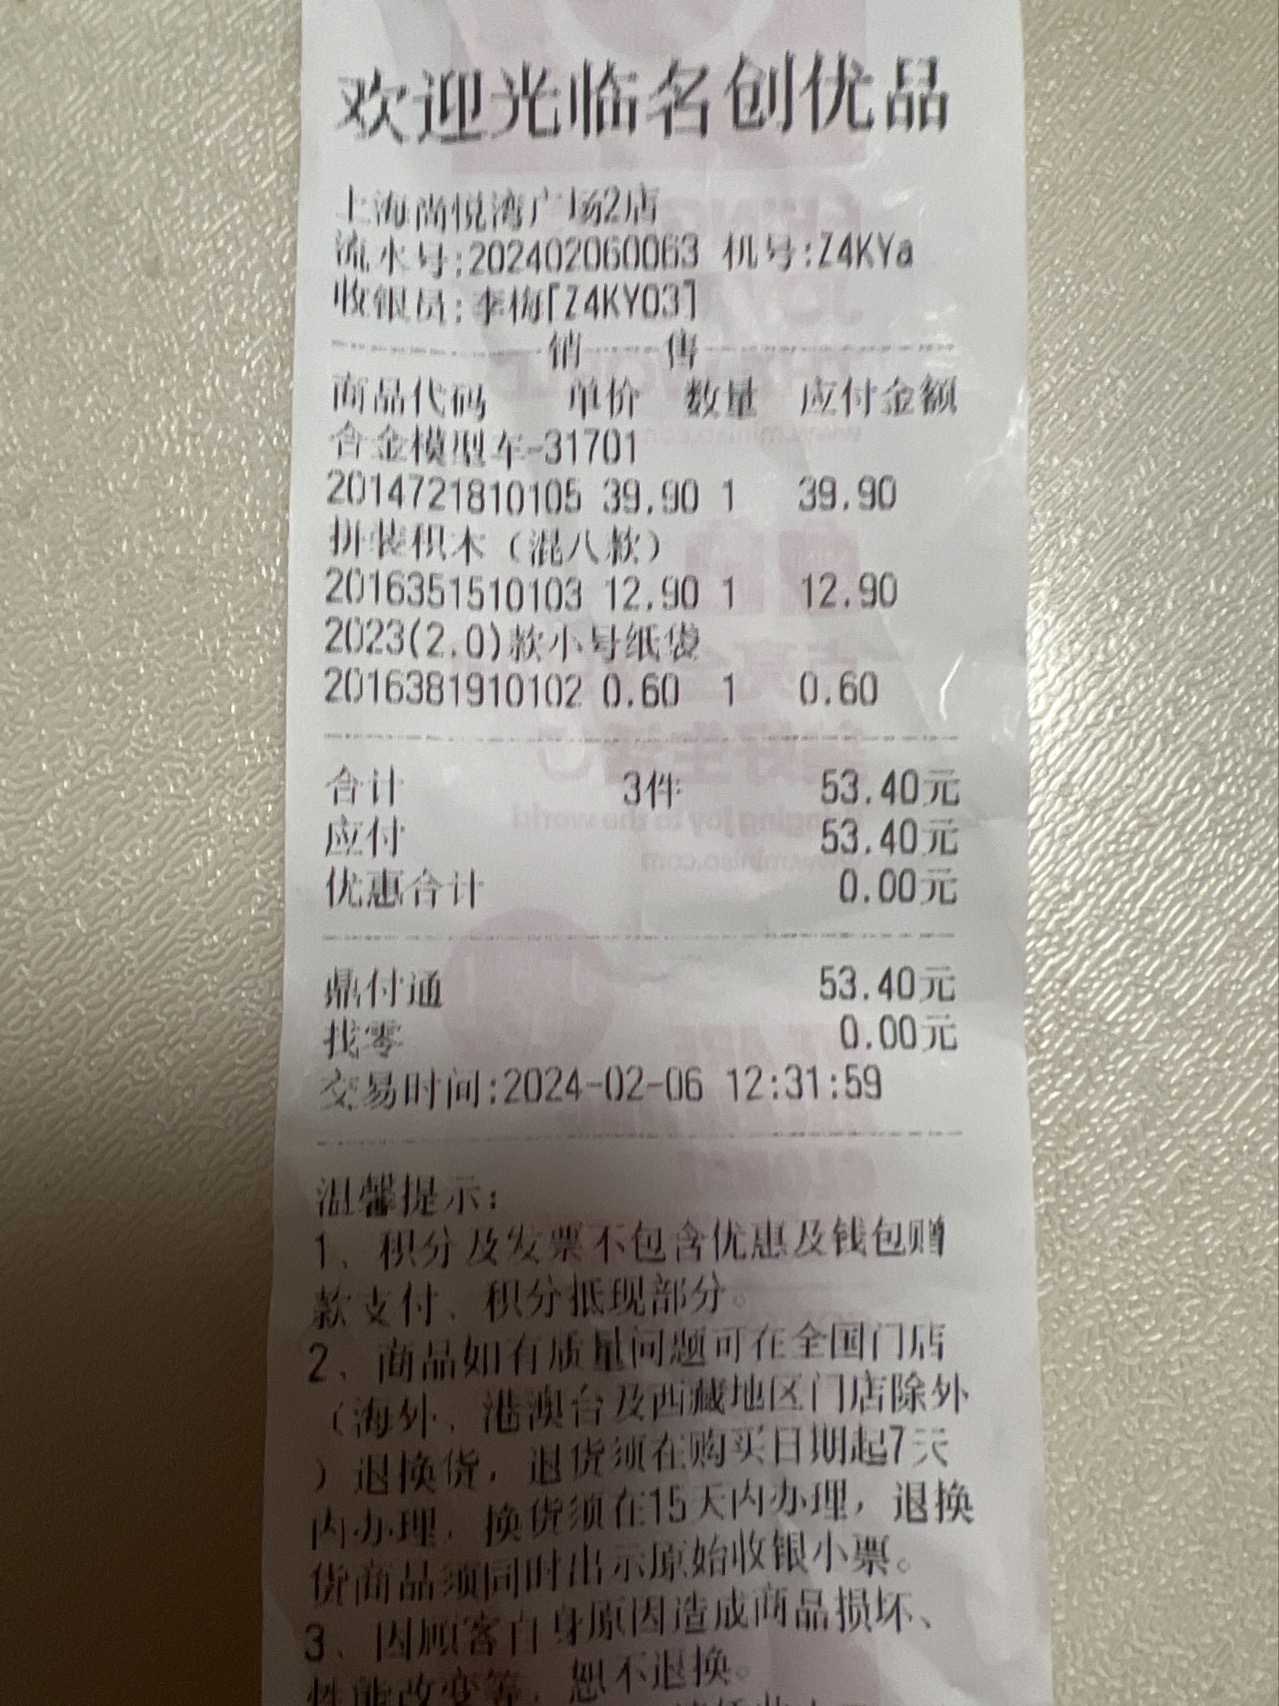 欢迎光临名创优品
上海尚悦湾广场2店
流水号:202402060063 机号:Z4KYa
收银员:李梅[Z4KY03]
销 售
商品代码 单价 数量 应付金额
合金模型车-31701
2014721810105 39.90 1 39.90
拼装积木（混八款）
2016351510103 12.90 1 12.90
2023(2.0)款小号纸袋
2016381910102 0.60 1 0.60
合计 3件 53.40元
应付 53.40元
优惠合计 0.00元
鼎付通 53.40元
找零 0.00元
交易时间:2024-02-06 12:31:59
温馨提示:
1、积分及发票不包含优惠及钱包赠
款支付、积分抵现部分。
2、商品如有质量问题可在全国门店
（海外、港澳台及西藏地区门店除外
）退换货，退货须在购买日期起7天
内办理，换货须在15天内办理，退换
货商品须同时出示原始收银小票。
3、因顾客自身原因造成商品损坏、
性能改变等，恕不退换。